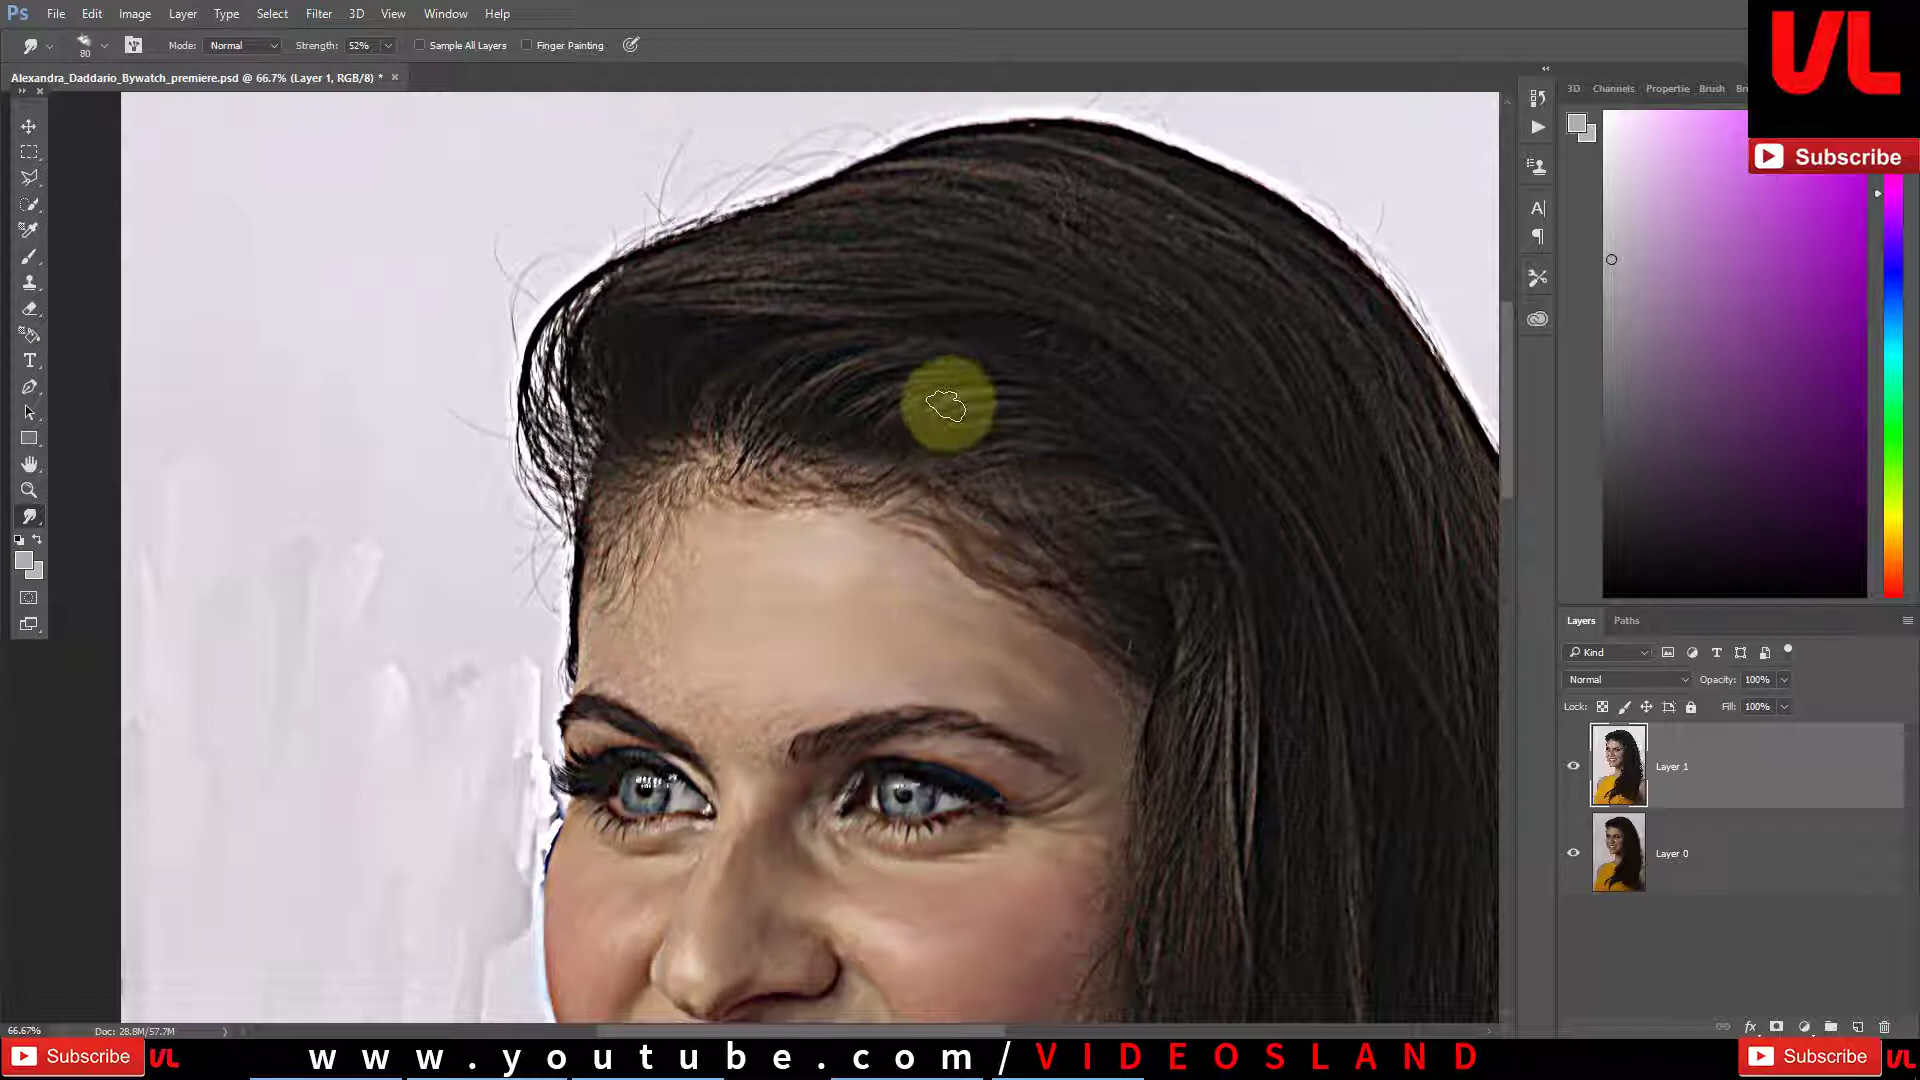 Ps File Edit Image Layer Type Select Filter 3D View Window Help
80 Mode: Normal Strength: 52% Sample All Layers Finger Painting
Alexandra_Daddario_Bywatch_premiere.psd @ 66.7% (Layer 1, RGB/8) *
3D Channels Propertie Brush Br
VL
Subscribe
Layers Paths
Kind
Normal Opacity: 100%
Lock: Fill: 100%
Layer 1
Layer 0
66.67% Doc: 28.8M/57.7M
Subscribe VL www.youtube.com/VIDEOSLAND Subscribe VL